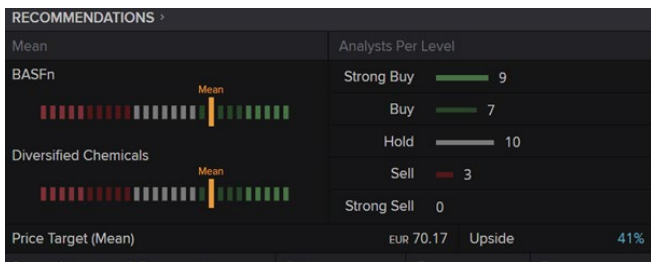 RECOMMENDATIONS ›
Mean Analysts Per Level
BASFn
Mean
Strong Buy 9
Buy 7
Hold 10
Diversified Chemicals
Mean
Sell 3
Strong Sell 0
Price Target (Mean) EUR 70.17 Upside 41%